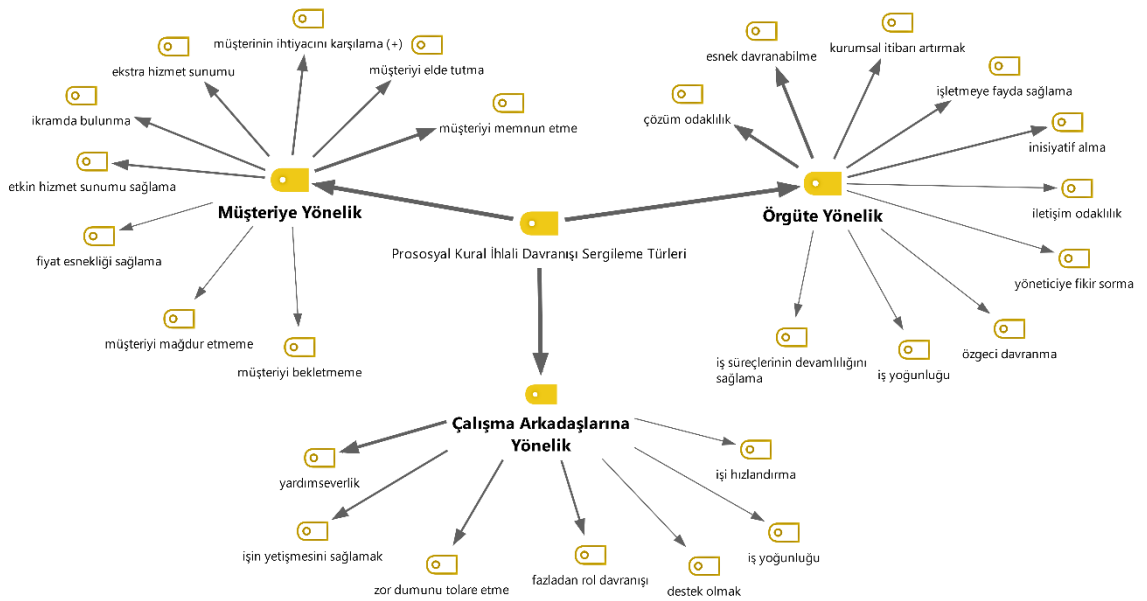 müşterinin ihtiyacını karşılama (+)
ekstra hizmet sunumu
müşteriyi elde tutma
ikramda bulunma
müşteriyi memnun etme
etkin hizmet sunumu sağlama
Müşteriye Yönelik
fiyat esnekliği sağlama
müşteriyi mağdur etmeme
müşteriyi bekletmeme
Prososyal Kural İhlali Davranışı Sergileme Türleri
esnek davranabilme
kurumsal itibarı artırmak
işletmeye fayda sağlama
çözüm odaklılık
inisiyatif alma
Örgüte Yönelik
iletişim odaklılık
yöneticiye fikir sorma
özgeci davranma
iş yoğunluğu
iş süreçlerinin devamlılığını
sağlama
Çalışma Arkadaşlarına
Yönelik
yardımseverlik
işi hızlandırma
işin yetişmesini sağlamak
iş yoğunluğu
zor dumunu tolare etme
fazladan rol davranışı
destek olmak